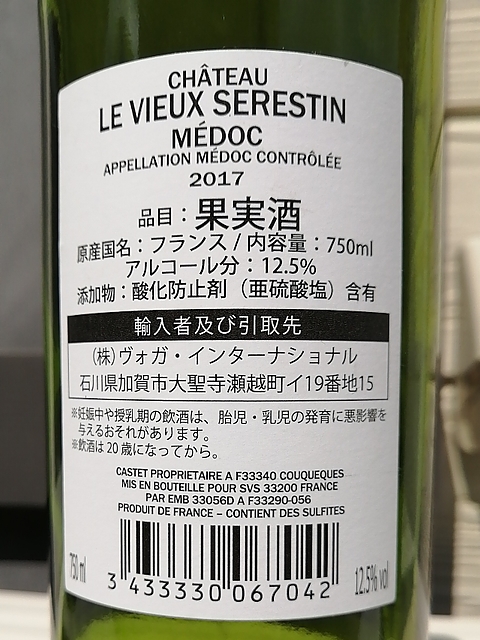 CHÂTEAU
LE VIEUX SERESTIN
MÉDOC
APPELLATION MÉDOC CONTRÔLÉE
2017
品目：果実酒
原産国名：フランス / 内容量：750ml
アルコール分：12.5%
添加物：酸化防止剤（亜硫酸塩）含有
輸入者及び引取先
（株）ヴォガ・インターナショナル
石川県加賀市大聖寺瀬越町イ19番地15
※妊娠中や授乳期の飲酒は、胎児・乳児の発育に悪影響を
与えるおそれがあります。
※飲酒は20歳になってから。
CASTET PROPRIETAIRE A F33340 COUQUEQUES
MIS EN BOUTEILLE POUR SVS 33200 FRANCE
PAR EMB 33056D A F33290-056
PRODUIT DE FRANCE – CONTIENT DES SULFITES
750 ml
3 433330 067042
12.5% vol